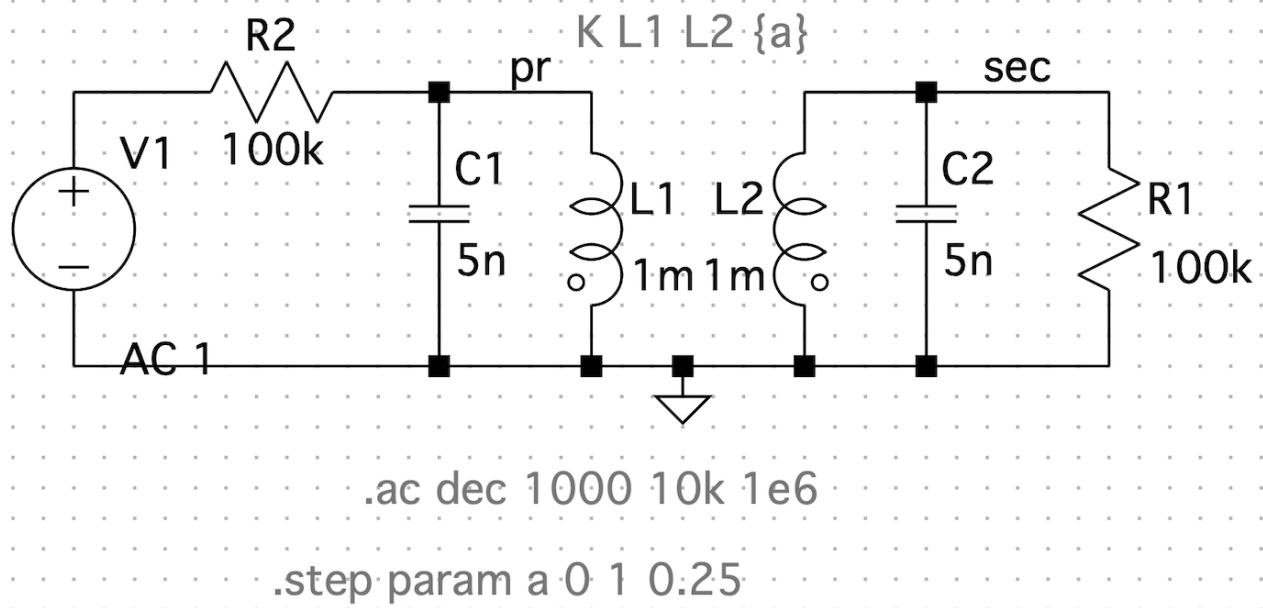 K L1 L2 {a}
R2
pr
sec
V1
100k
C1
C2
L1
L2
R1
5n
1m
1m
5n
100k
AC 1
.ac dec 1000 10k 1e6
.step param a 0 1 0.25